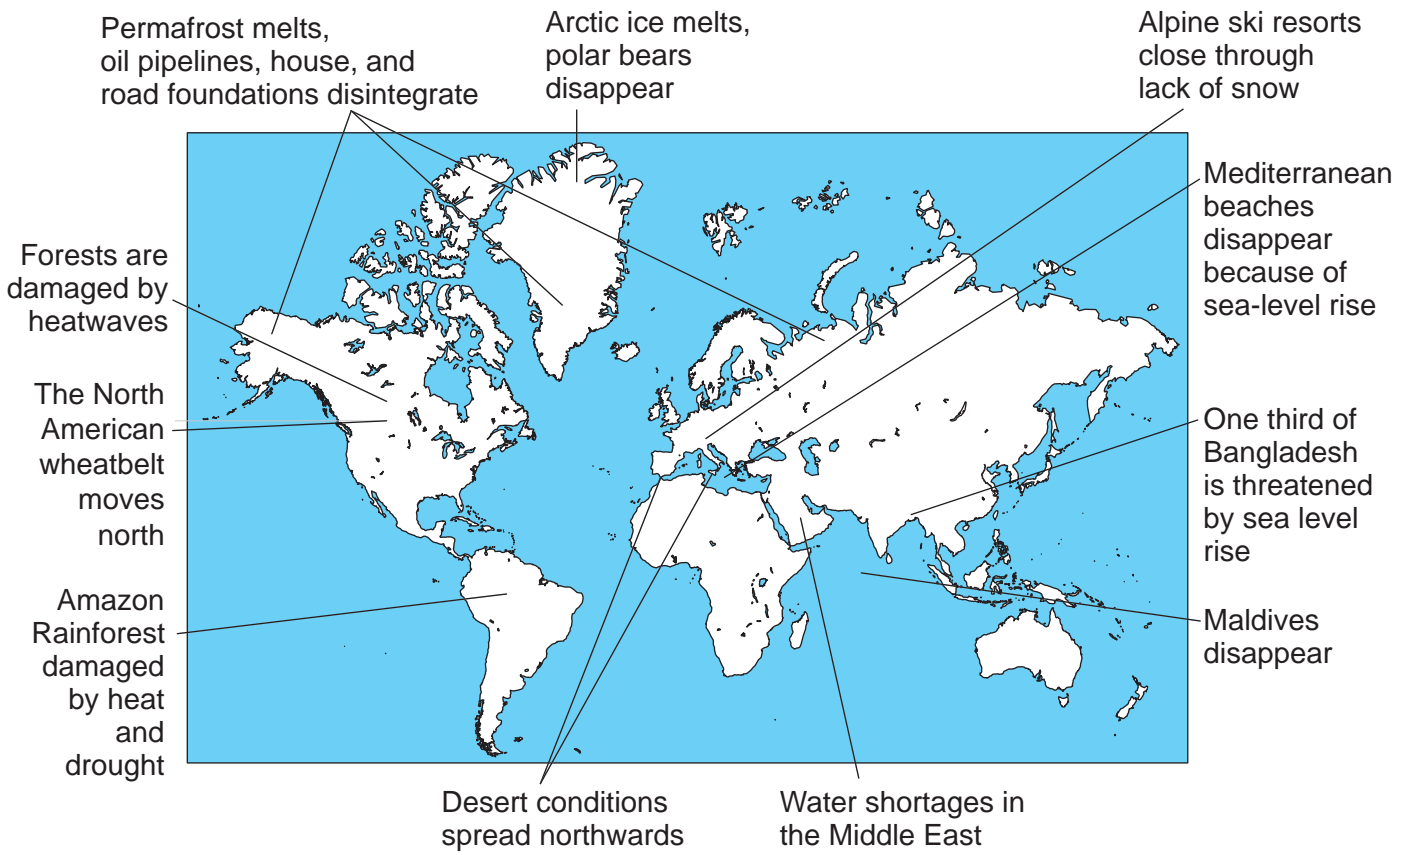 Permafrost melts,
oil pipelines, house, and
road foundations disintegrate
Arctic ice melts,
polar bears
disappear
Alpine ski resorts
close through
lack of snow
Mediterranean
beaches
disappear
because of
sea-level rise
Forests are
damaged by
heatwaves
The North
American
wheatbelt
moves
north
One third of
Bangladesh
is threatened
by sea level
rise
Amazon
Rainforest
damaged
by heat
and
drought
Maldives
disappear
Desert conditions
spread northwards
Water shortages in
the Middle East